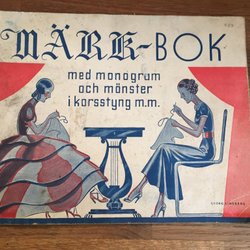 MÄRK-BOK
med monogram
och mönster
i korsstyng m.m.